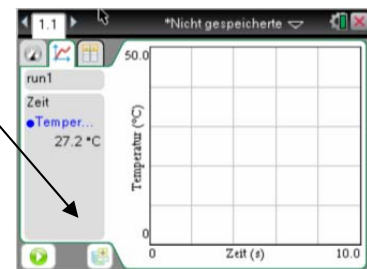 1.1
*Nicht gespeicherte
run1
Zeit
Temper...
27.2 °C
50.0
Temperatur (°C)
0
0
Zeit (s)
10.0